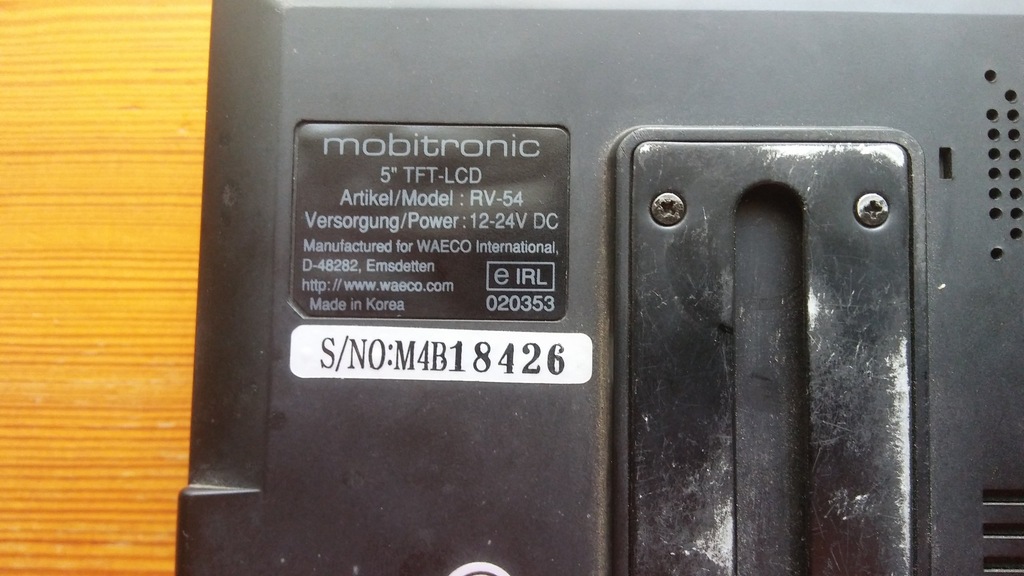 mobitronic
5" TFT-LCD
Artikel/Model : RV-54
Versorgung/Power : 12-24V DC
Manufactured for WAECO International,
D-48282, Emsdetten
http://www.waeco.com
Made in Korea
e IRL
020353
S/NO:M4B18426